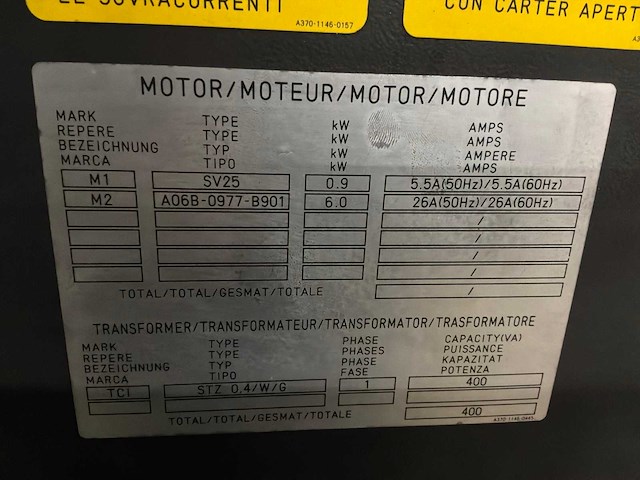 LE SOVRACORRENTI
A370-1146-0157
CON CARTER APERT
MOTOR/MOTEUR/MOTOR/MOTORE
MARK TYPE kW AMPS
REPERE TYPE kW AMPS
BEZEICHNUNG TYP kW AMPERE
MARCA TIPO kW AMPS
M1 SV25 0.9 5.5A(50Hz)/5.5A(60Hz)
M2 A06B-0977-B901 6.0 26A(50Hz)/26A(60Hz)
/
/
/
/
TOTAL/TOTAL/GESMAT/TOTALE /
TRANSFORMER/TRANSFORMATEUR/TRANSFORMATOR/TRASFORMATORE
MARK TYPE PHASE CAPACITY(VA)
REPERE TYPE PHASES PUISSANCE
BEZEICHNUNG TYP PHASE KAPAZITAT
MARCA TIPO FASE POTENZA
TC1 STZ 0,4/W/G 1 400
TOTAL/TOTAL/GESMAT/TOTALE 400